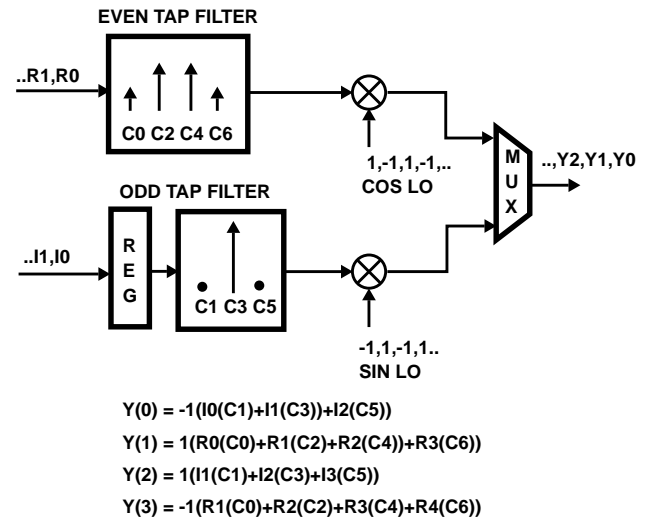 EVEN TAP FILTER
..R1,R0
C0 C2 C4 C6
1,-1,1,-1,..
COS LO
MUX
..,Y2,Y1,Y0
ODD TAP FILTER
..I1,I0
REG
C1 C3 C5
-1,1,-1,1..
SIN LO
Y(0) = -1(I0(C1)+I1(C3))+I2(C5))
Y(1) = 1(R0(C0)+R1(C2)+R2(C4))+R3(C6))
Y(2) = 1(I1(C1)+I2(C3)+I3(C5))
Y(3) = -1(R1(C0)+R2(C2)+R3(C4)+R4(C6))